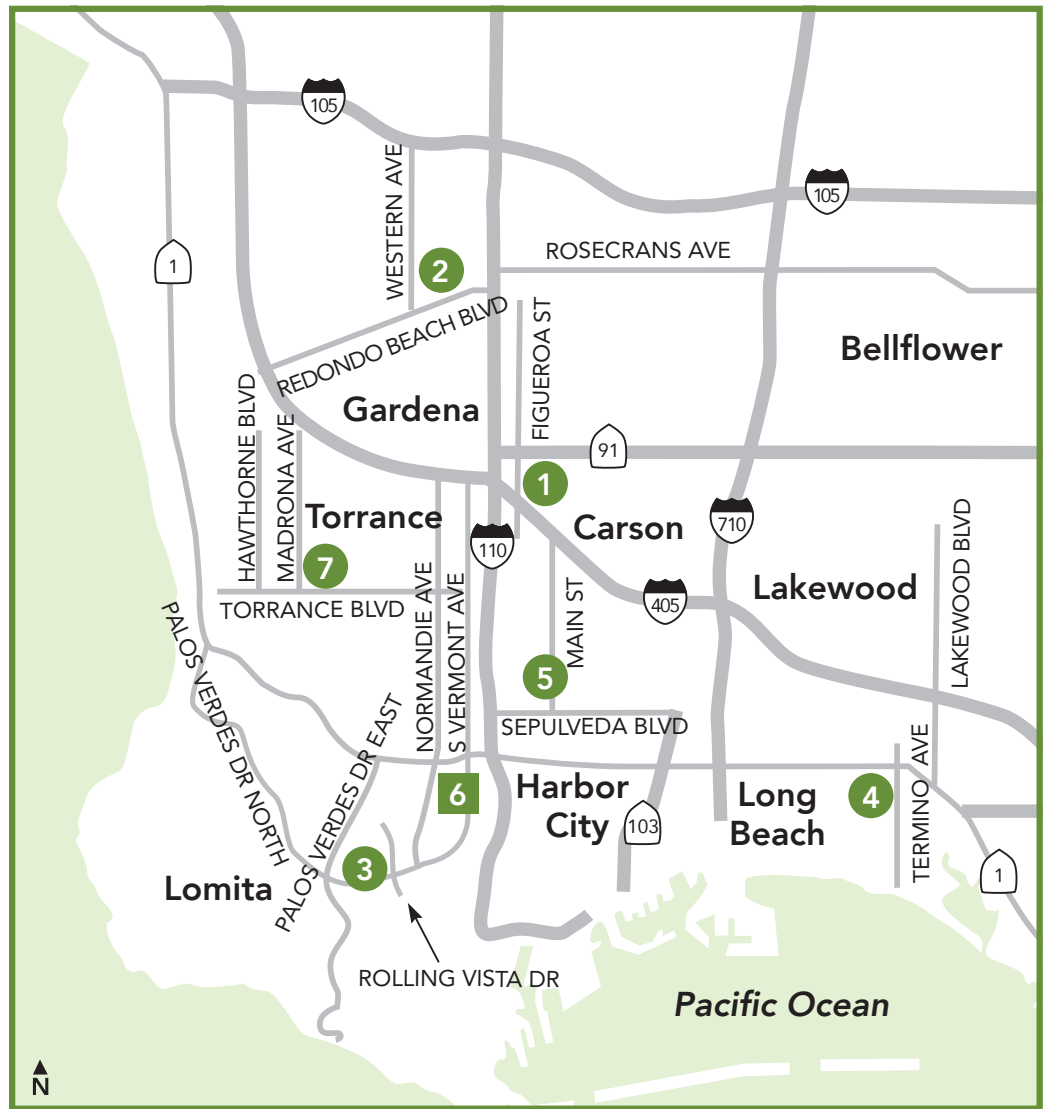 105
105
WESTERN AVE
1
2
ROSECRANS AVE
REDONDO BEACH BLVD
FIGUEROA ST
Bellflower
Gardena
HAWTHORNE BLVD
MADRONA AVE
91
1
Torrance
110
Carson
710
LAKEWOOD BLVD
7
TORRANCE BLVD
NORMANDIE AVE
S VERMONT AVE
MAIN ST
405
Lakewood
PALOS VERDES DR NORTH
PALOS VERDES DR EAST
5
SEPULVEDA BLVD
6
Harbor
City
103
Long
Beach
4
TERMINO AVE
1
3
Lomita
ROLLING VISTA DR
Pacific Ocean
N